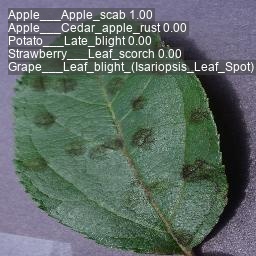 Apple___Apple_scab 1.00
Apple___Cedar_apple_rust 0.00
Potato___Late_blight 0.00
Strawberry___Leaf_scorch 0.00
Grape___Leaf_blight_(Isariopsis_Leaf_Spot)